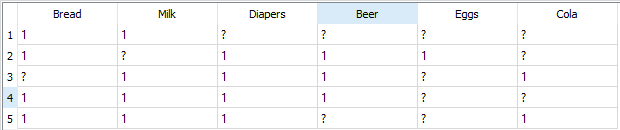 Bread Milk Diapers Beer Eggs Cola
1 1 1 ? ? ? ?
2 1 ? 1 1 1 ?
3 ? 1 1 1 ? 1
4 1 1 1 1 ? ?
5 1 1 1 ? ? 1